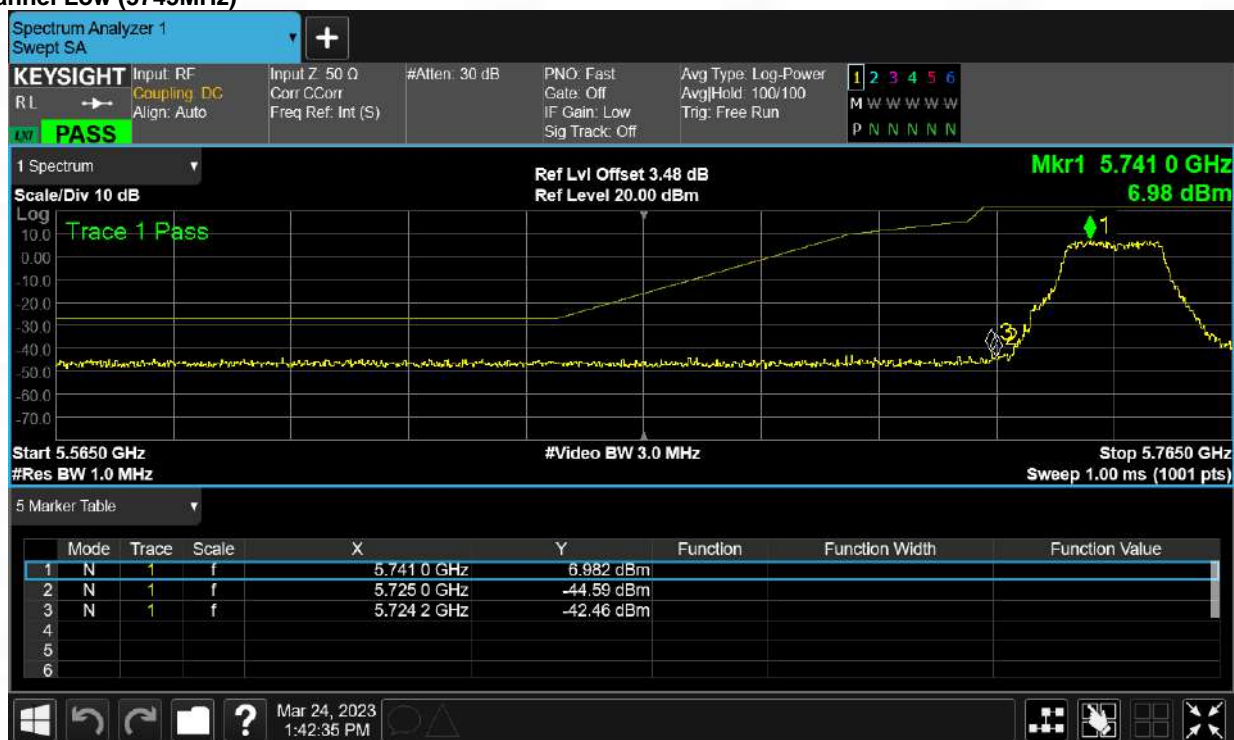 Spectrum Analyzer 1
Swept SA
+
KEYSIGHT Input: RF Input Z: 50 Ω #Atten: 30 dB PNO: Fast Avg Type: Log-Power 1 2 3 4 5 6
RL Coupling: DC Corr CCorr Gate: Off Avg|Hold: 100/100 M W W W W W
Align: Auto Freq Ref: Int (S) IF Gain: Low Trig: Free Run
LXI PASS Sig Track: Off P N N N N N
1 Spectrum Ref Lvl Offset 3.48 dB Mkr1 5.741 0 GHz
Scale/Div 10 dB Ref Level 20.00 dBm 6.98 dBm
Log
Trace 1 Pass
1
10.0
0.00
-10.0
-20.0
-30.0
3
-40.0
-50.0
-60.0
-70.0
Start 5.5650 GHz #Video BW 3.0 MHz Stop 5.7650 GHz
#Res BW 1.0 MHz Sweep 1.00 ms (1001 pts)
5 Marker Table
Mode Trace Scale X Y Function Function Width Function Value
1 N 1 f 5.741 0 GHz 6.982 dBm
2 N 1 f 5.725 0 GHz -44.59 dBm
3 N 1 f 5.724 2 GHz -42.46 dBm
4
5
6
? Mar 24, 2023
1:42:35 PM